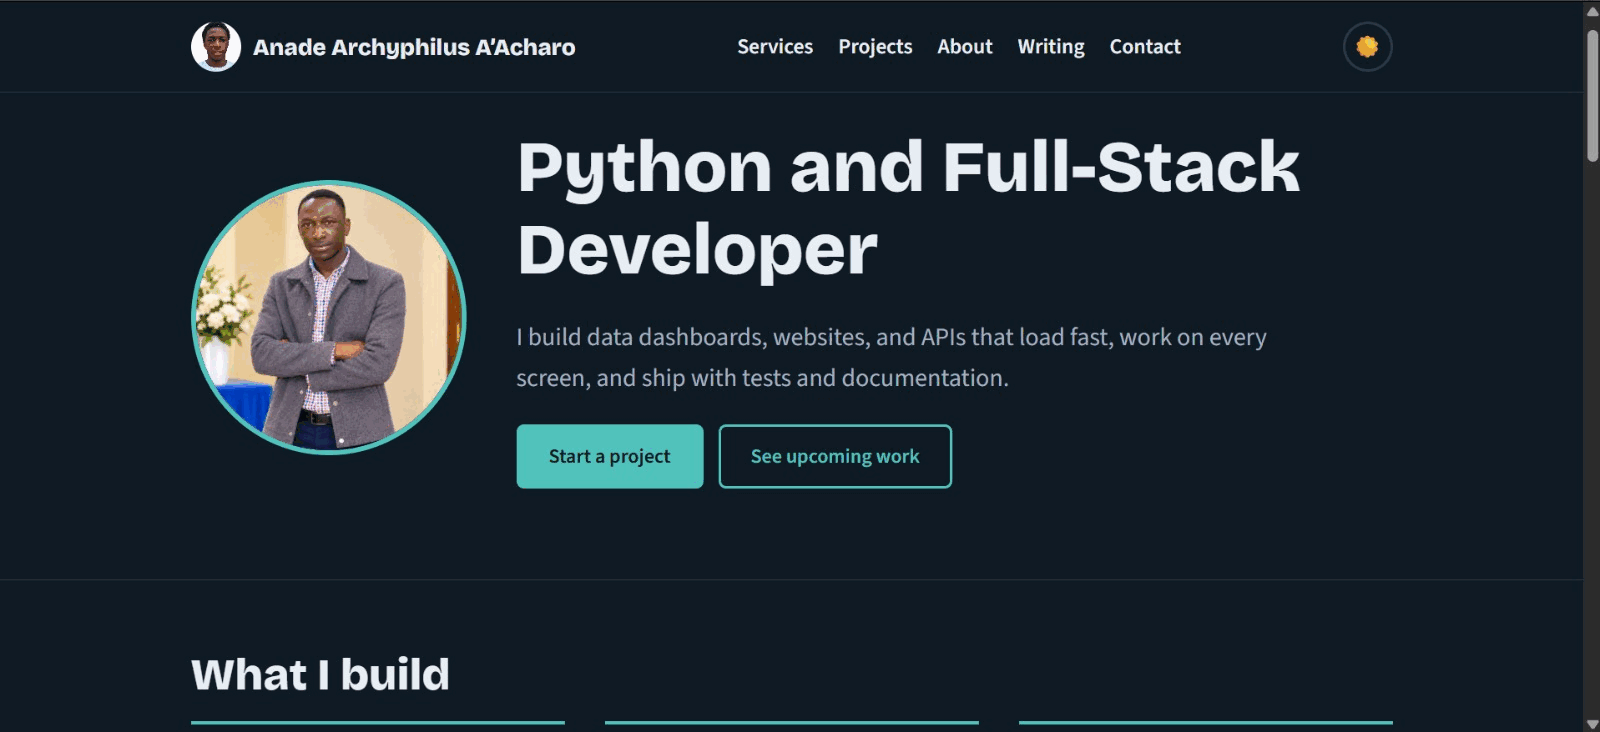 Anade Archyphilus A'Acharo
Services Projects About Writing Contact
Python and Full-Stack
Developer
I build data dashboards, websites, and APIs that load fast, work on every
screen, and ship with tests and documentation.
Start a project
See upcoming work
What I build